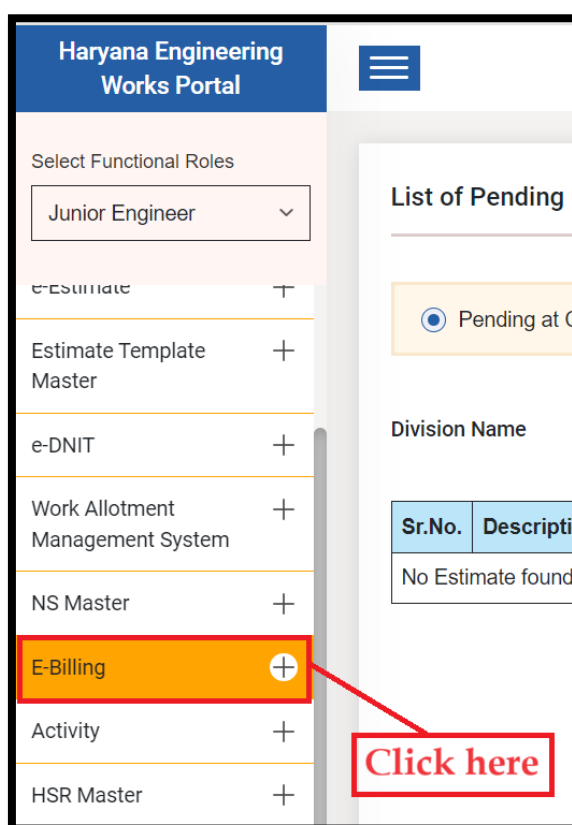 Haryana Engineering
Works Portal
Select Functional Roles
Junior Engineer
e-Estimate
Estimate Template
Master
e-DNIT
Work Allotment
Management System
NS Master
E-Billing
Activity
HSR Master
List of Pending
Pending at
Division Name
Sr.No.
No Estimate found
Click here